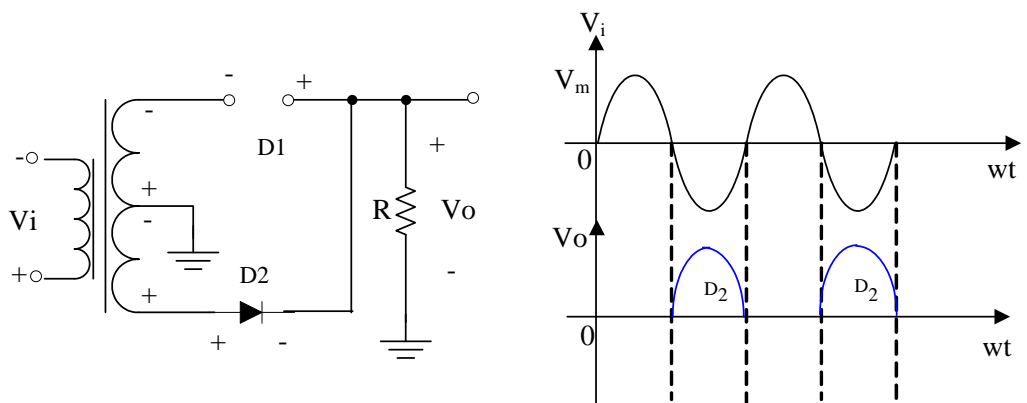 - +
-
D1
+
-
+
-
Vi
+
R
Vo
-
D2
+
+ -
Vi
Vm
0
wt
Vo
D2
D2
0
wt